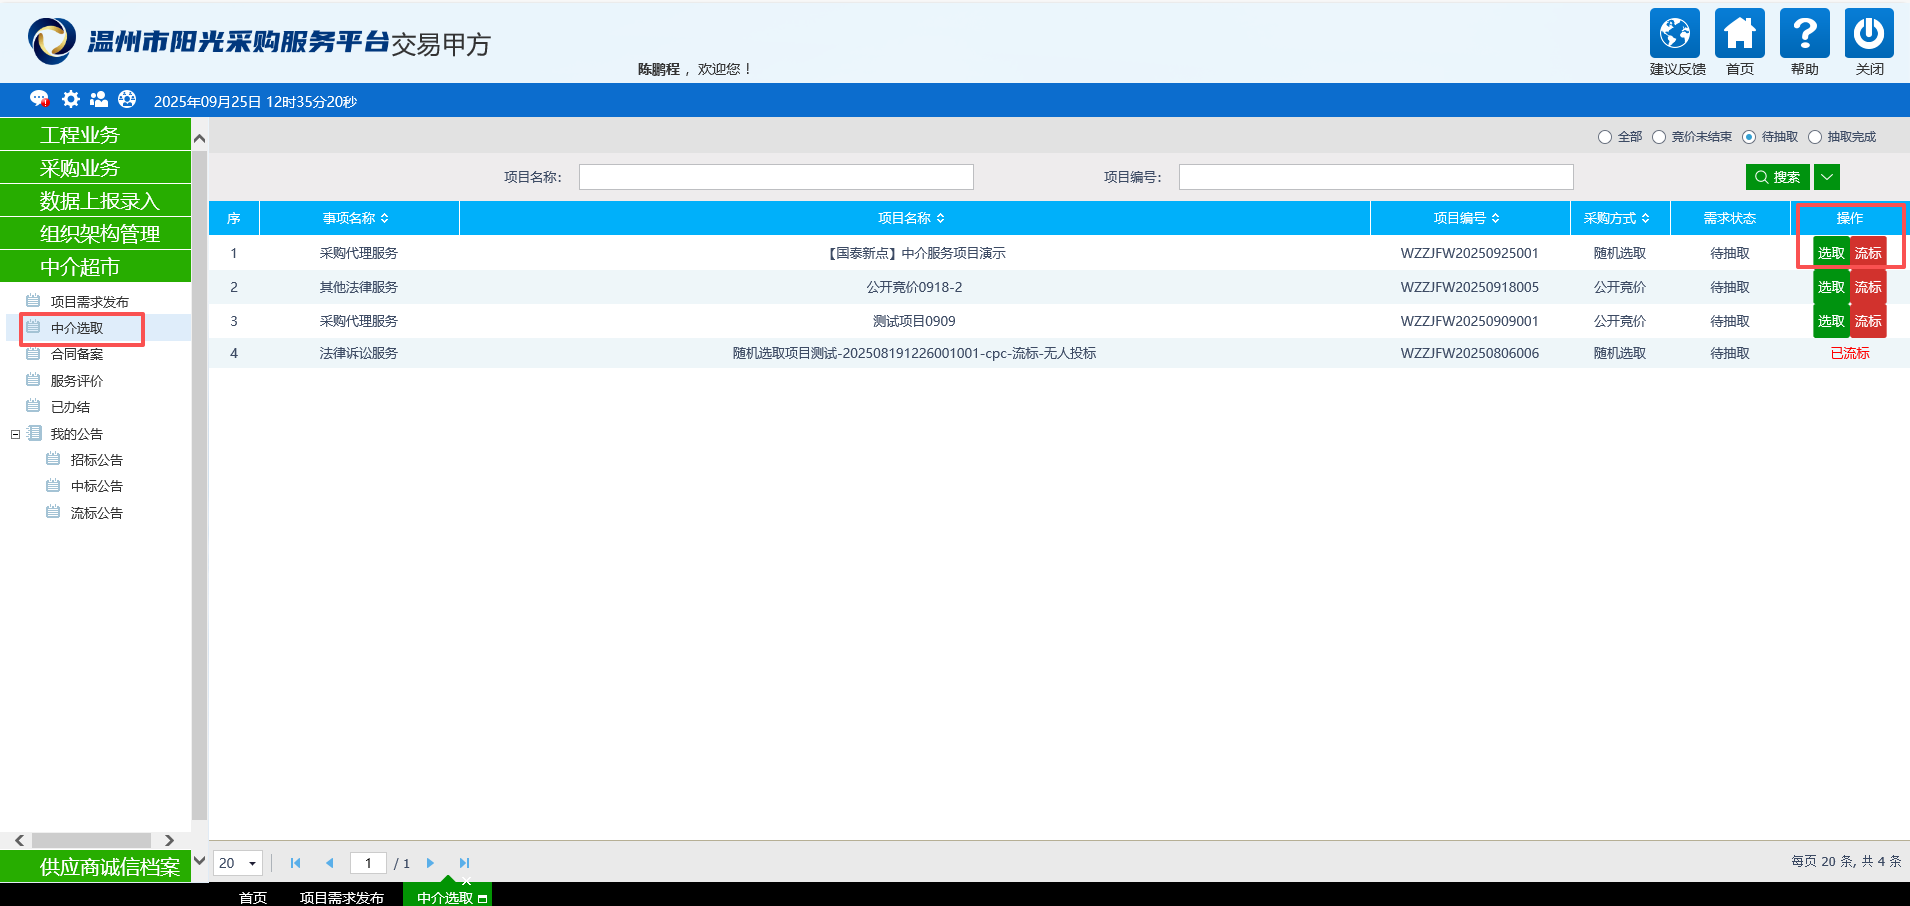 温州市阳光采购服务平台交易甲方
陈鹏程 ，欢迎您！
建议反馈 首页 帮助 关闭
2025年09月25日 12时35分20秒
工程业务
采购业务
数据上报录入
组织架构管理
中介超市
项目需求发布
中介选取
合同备案
服务评价
已办结
我的公告
招标公告
中标公告
流标公告
供应商诚信档案
全部 竞价未结束 待抽取 抽取完成
项目名称： 项目编号： 搜索
序 事项名称 项目名称 项目编号 采购方式 需求状态 操作
1 采购代理服务 【国泰新点】中介服务项目演示 WZZJFW20250925001 随机选取 待抽取 选取 流标
2 其他法律服务 公开竞价0918-2 WZZJFW20250918005 公开竞价 待抽取 选取 流标
3 采购代理服务 测试项目0909 WZZJFW20250909001 公开竞价 待抽取 选取 流标
4 法律诉讼服务 随机选取项目测试-202508191226001001-cpc-流标-无人投标 WZZJFW20250806006 随机选取 待抽取 已流标
20 1 / 1 每页 20 条, 共 4 条
首页 项目需求发布 中介选取